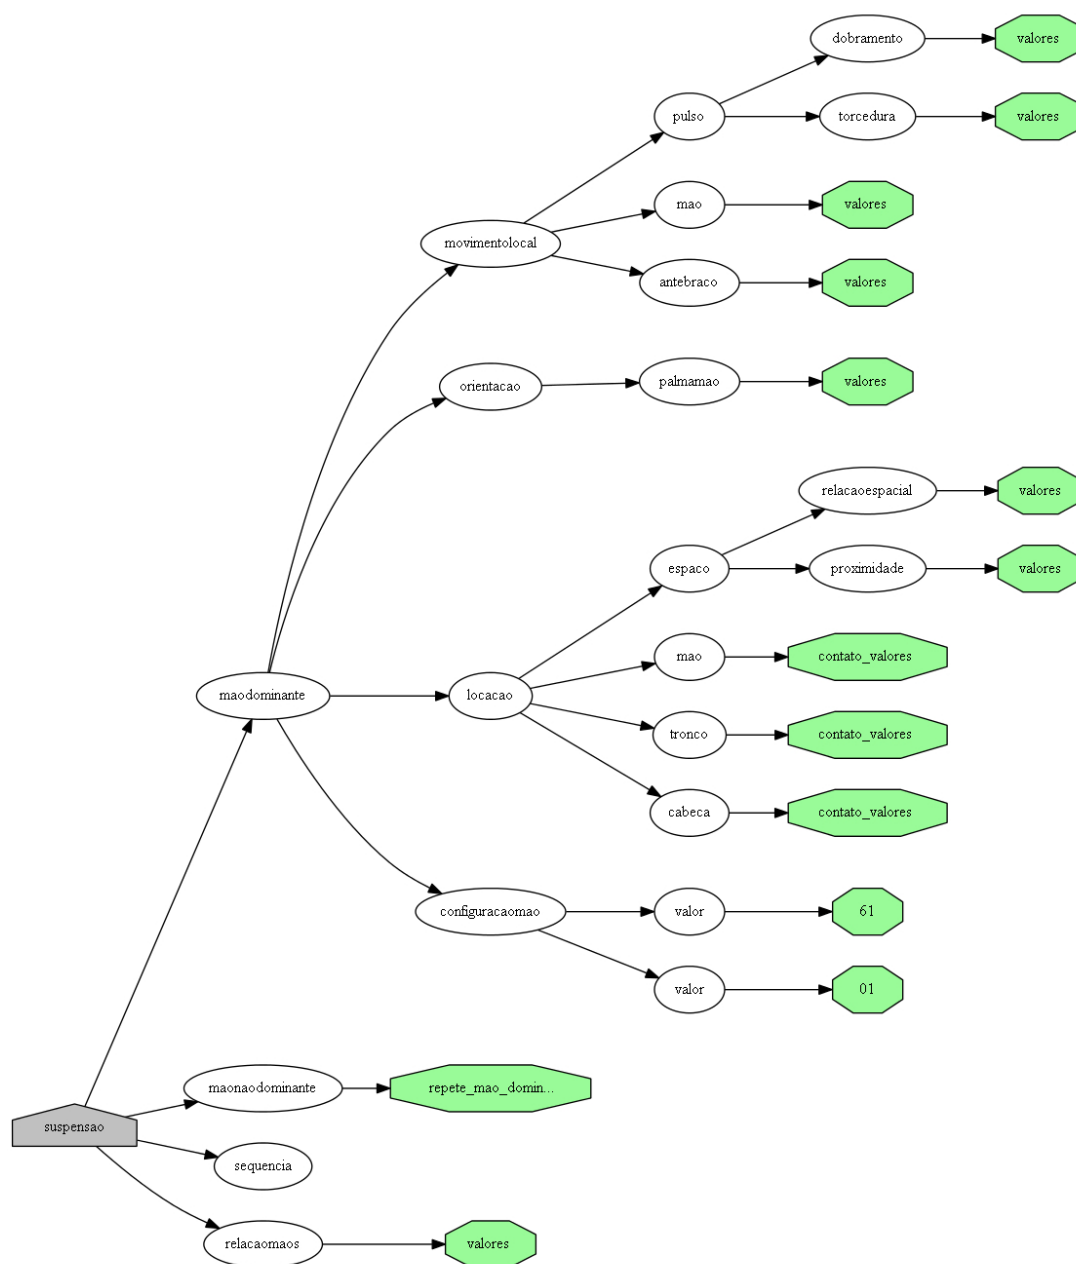 dobramento
valores
pulso
torcedura
valores
mao
valores
movimentolocal
antebraco
valores
orientacao
palmamao
valores
relacaoespacial
valores
espaco
proximidade
valores
mao
contato_valores
maodominante
locacao
tronco
contato_valores
cabeca
contato_valores
configuracaomao
valor
61
valor
01
maonaodominante
repete_mao_domin...
suspensao
sequencia
relacaomaos
valores